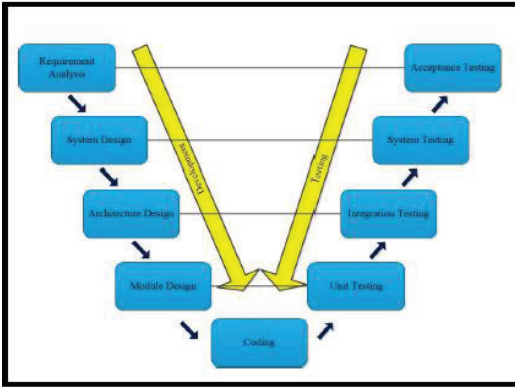 Requirement
Analysis
Acceptance Testing
System Design
System Testing
Development
Testing
Architecture Design
Integration Testing
Module Design
Unit Testing
Coding